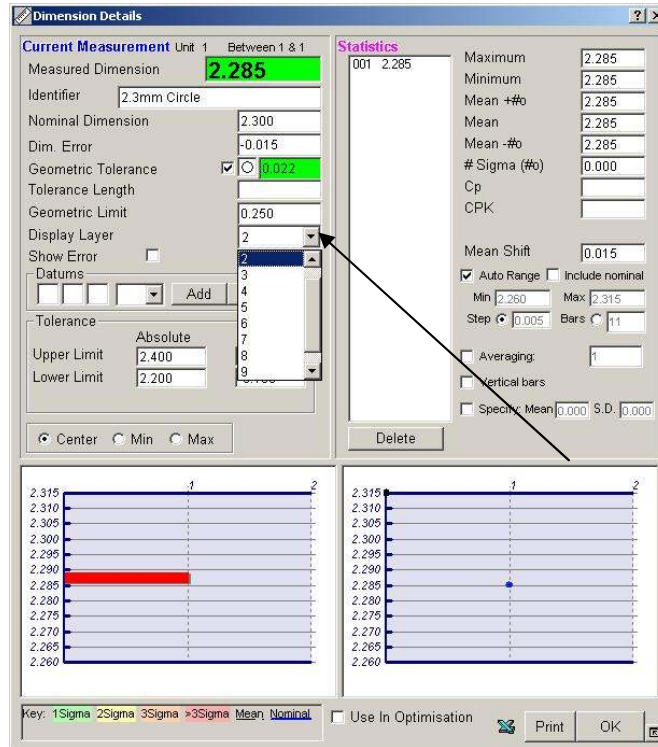 Dimension Details
Current Measurement Unit 1 Between 1 & 1
Measured Dimension 2.285
Identifier 2.3mm Circle
Nominal Dimension 2.300
Dim. Error -0.015
Geometric Tolerance 0.022
Tolerance Length
Geometric Limit 0.250
Display Layer 2
Show Error
2
3
4
5
6
7
8
9
Datums
Add
Tolerance
Absolute
Upper Limit 2.400
Lower Limit 2.200
Center Min Max
Statistics
001 2.285
Delete
Maximum 2.285
Minimum 2.285
Mean +#σ 2.285
Mean 2.285
Mean -#σ 2.285
# Sigma (#σ) 0.000
Cp
CPK
Mean Shift 0.015
Auto Range Include nominal
Min 2.260 Max 2.315
Step 0.005 Bars 11
Averaging: 1
Vertical bars
Specify: Mean 0.000 S.D. 0.000
1 2
2.315
2.310
2.305
2.300
2.295
2.290
2.285
2.280
2.275
2.270
2.265
2.260
1 2
2.315
2.310
2.305
2.300
2.295
2.290
2.285
2.280
2.275
2.270
2.265
2.260
Key: 1Sigma 2Sigma 3Sigma >3Sigma Mean Nominal
Use In Optimisation
Print OK